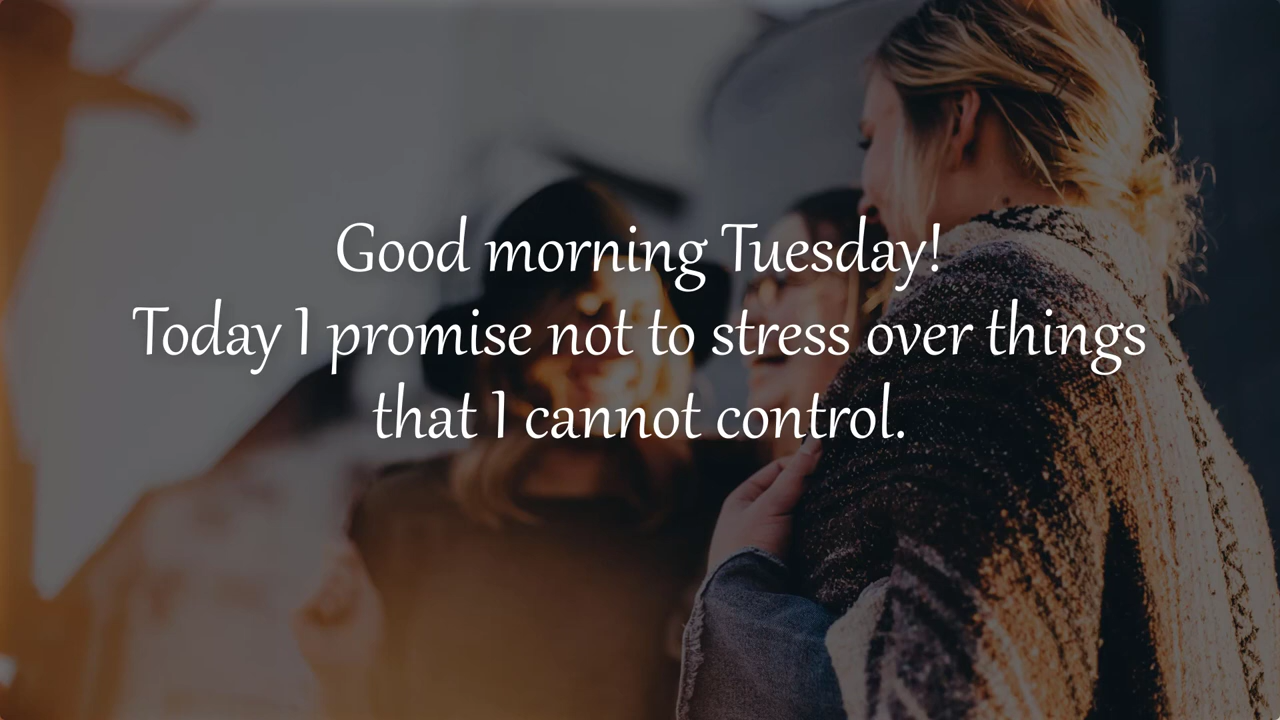 Good morning Tuesday!
Today I promise not to stress over things
that I cannot control.